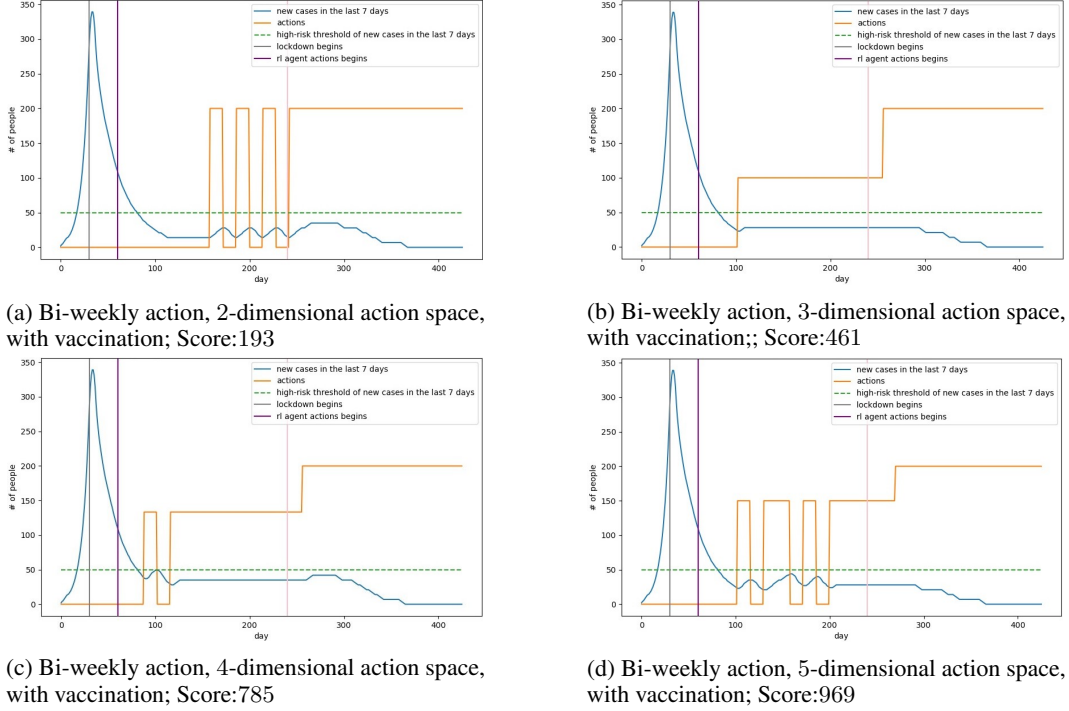 350
300
250
200
150
100
50
0
# of people
0
100
200
300
400
day
new cases in the last 7 days
actions
high-risk threshold of new cases in the last 7 days
lockdown begins
rl agent actions begins
350
300
250
200
150
100
50
0
# of people
0
100
200
300
400
day
new cases in the last 7 days
actions
high-risk threshold of new cases in the last 7 days
lockdown begins
rl agent actions begins
(a) Bi-weekly action, 2-dimensional action space,
with vaccination; Score:193
(b) Bi-weekly action, 3-dimensional action space,
with vaccination;; Score:461
350
300
250
200
150
100
50
0
# of people
0
100
200
300
400
day
new cases in the last 7 days
actions
high-risk threshold of new cases in the last 7 days
lockdown begins
rl agent actions begins
350
300
250
200
150
100
50
0
# of people
0
100
200
300
400
day
new cases in the last 7 days
actions
high-risk threshold of new cases in the last 7 days
lockdown begins
rl agent actions begins
(c) Bi-weekly action, 4-dimensional action space,
with vaccination; Score:785
(d) Bi-weekly action, 5-dimensional action space,
with vaccination;; Score:969